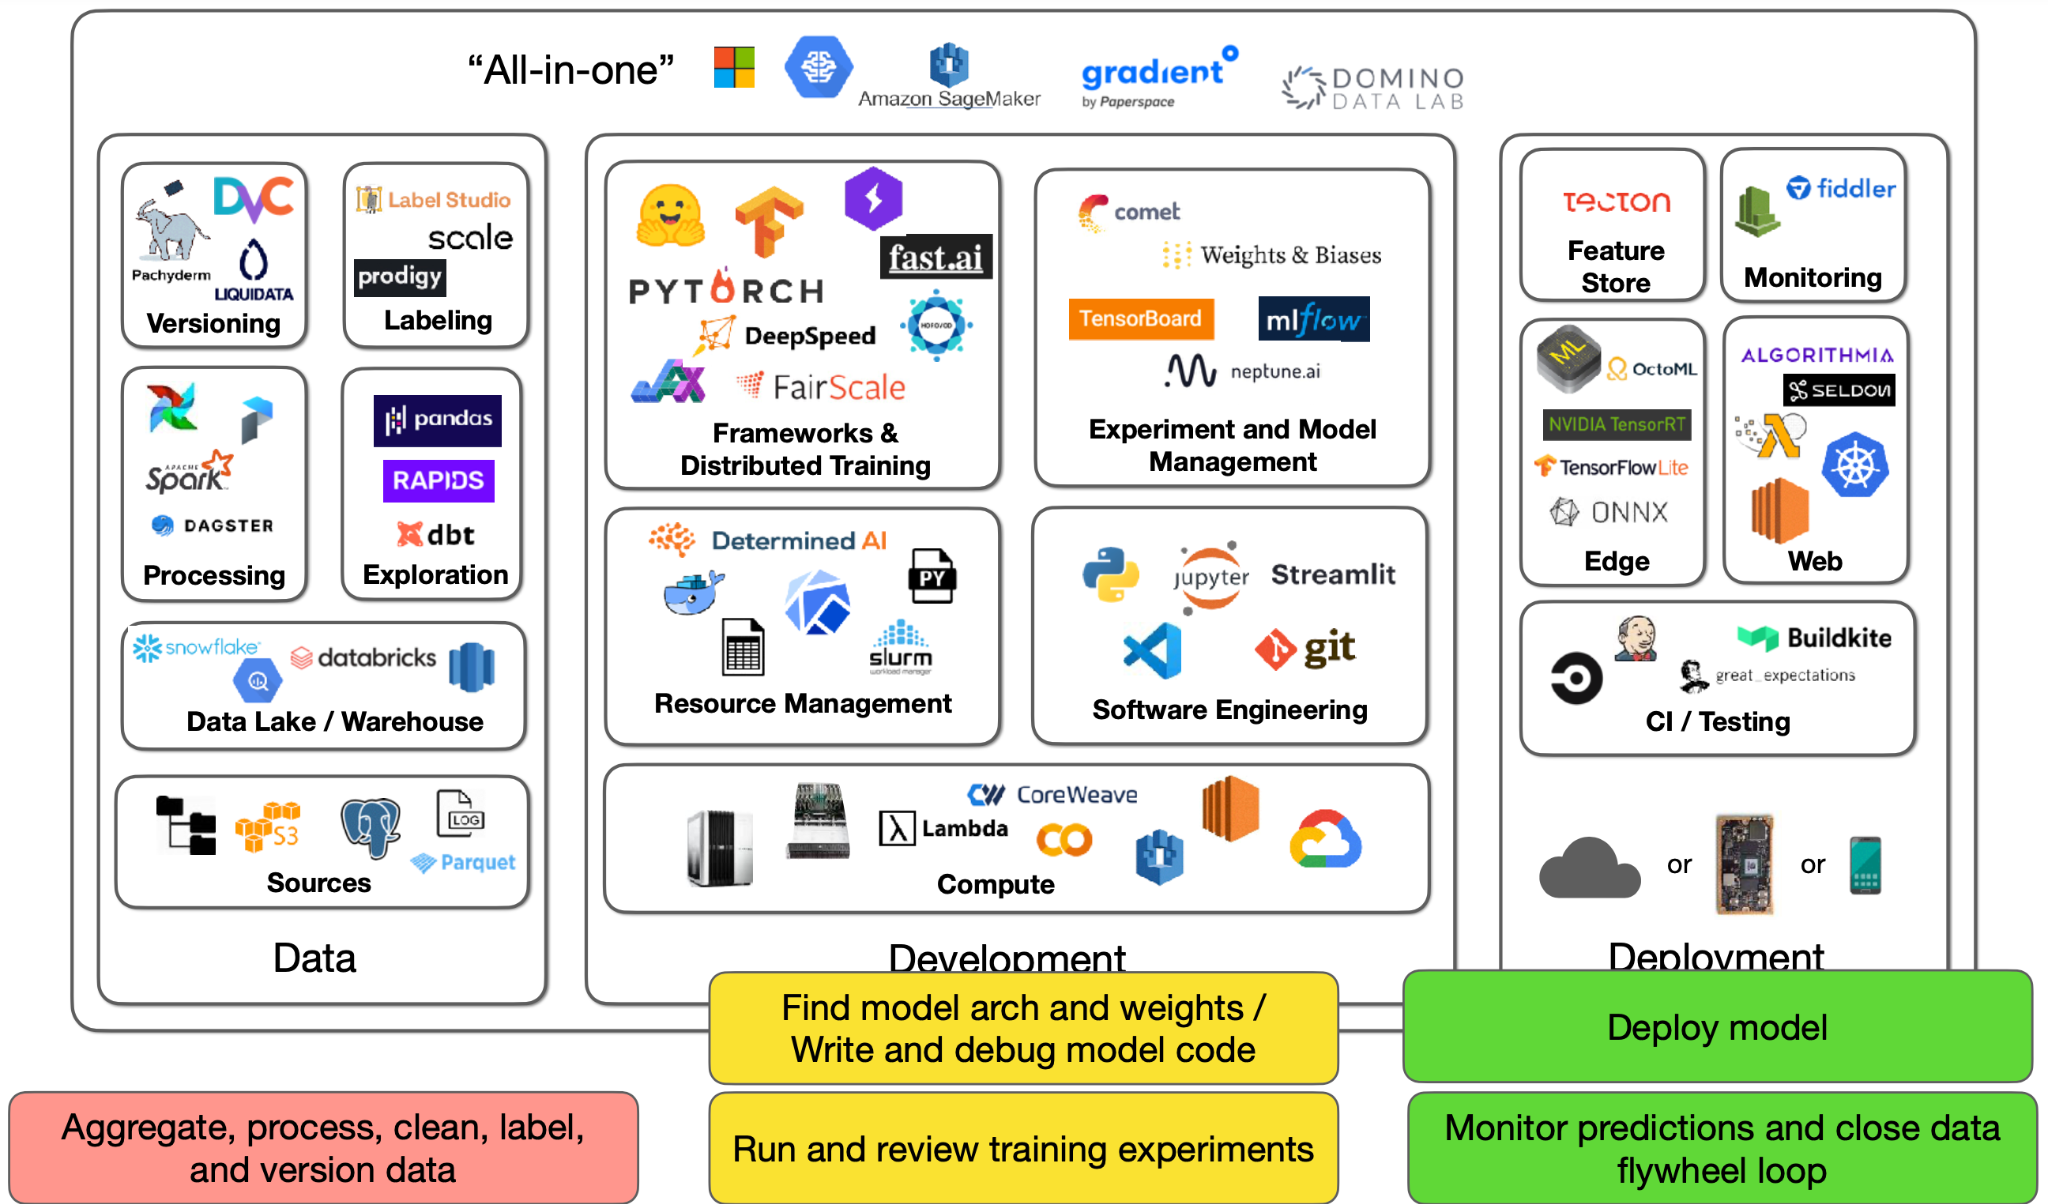 “All-in-one”
Amazon SageMaker
gradient
by Paperspace
DOMINO
DATA LAB
DVC
Pachyderm
LIQUIDATA
Versioning
Label Studio
scale
prodigy
Labeling
APACHE
Spark
DAGSTER
Processing
pandas
RAPIDS
dbt
Exploration
snowflake
databricks
Data Lake / Warehouse
S3
LOG
Parquet
Sources
Data
fast.ai
PYTORCH
HOROVOD
DeepSpeed
JAX
FairScale
Frameworks &
Distributed Training
comet
Weights & Biases
TensorBoard
mlflow
neptune.ai
Experiment and Model
Management
Determined AI
PY
slurm
workload manager
Resource Management
jupyter
Streamlit
git
Software Engineering
CoreWeave
λ Lambda
Compute
Development
TECTON
Feature
Store
fiddler
Monitoring
ML
OctoML
NVIDIA TensorRT
TensorFlow Lite
ONNX
Edge
ALGORITHMIA
SELDON
Web
Buildkite
great_expectations
CI / Testing
or
or
Deployment
Find model arch and weights /
Write and debug model code
Deploy model
Aggregate, process, clean, label,
and version data
Run and review training experiments
Monitor predictions and close data
flywheel loop